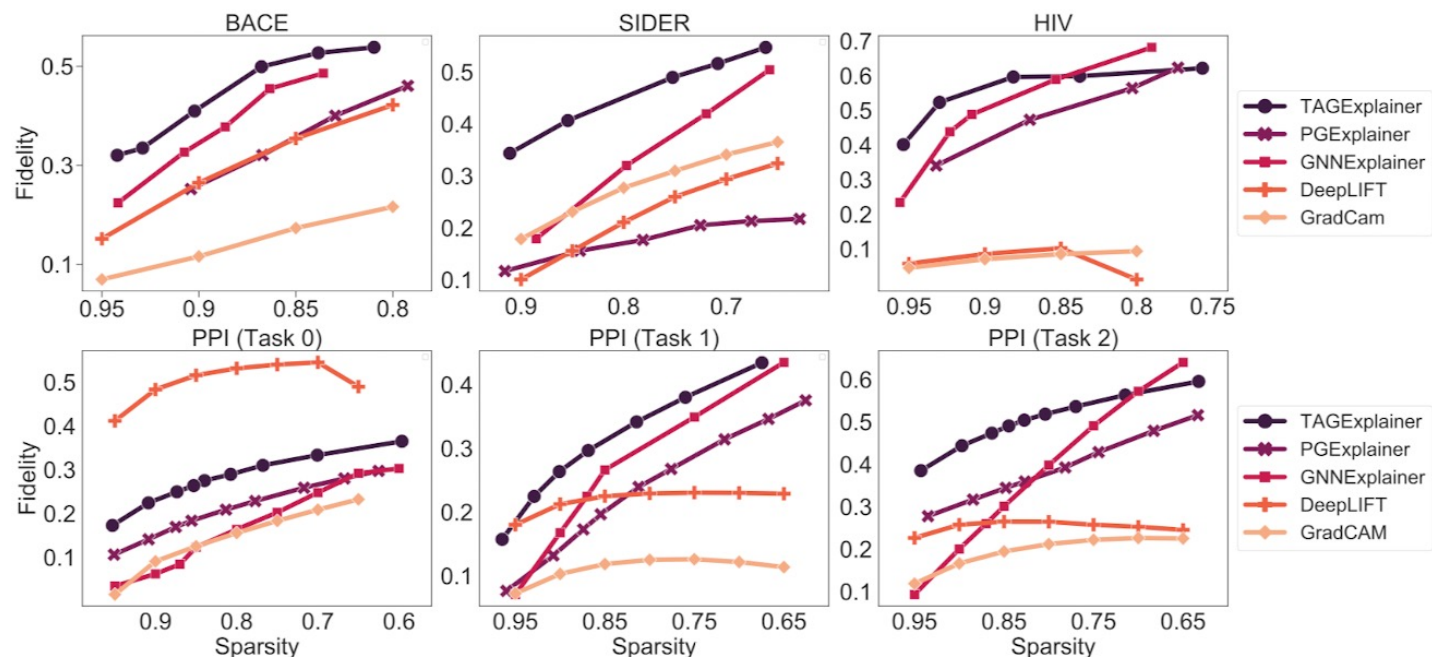 BACE
SIDER
HIV
Fidelity
0.5
0.3
0.1
0.95 0.9 0.85 0.8
0.5
0.4
0.3
0.2
0.1
0.9 0.8 0.7
0.7
0.6
0.5
0.4
0.3
0.2
0.1
0.95 0.9 0.85 0.8 0.75
TAGExplainer
PGExplainer
GNNExplainer
DeepLIFT
GradCam
PPI (Task 0)
PPI (Task 1)
PPI (Task 2)
Fidelity
0.5
0.4
0.3
0.2
0.1
0.9 0.8 0.7 0.6
Sparsity
0.4
0.3
0.2
0.1
0.95 0.85 0.75 0.65
Sparsity
0.6
0.5
0.4
0.3
0.2
0.1
0.95 0.85 0.75 0.65
Sparsity
TAGExplainer
PGExplainer
GNNExplainer
DeepLIFT
GradCAM